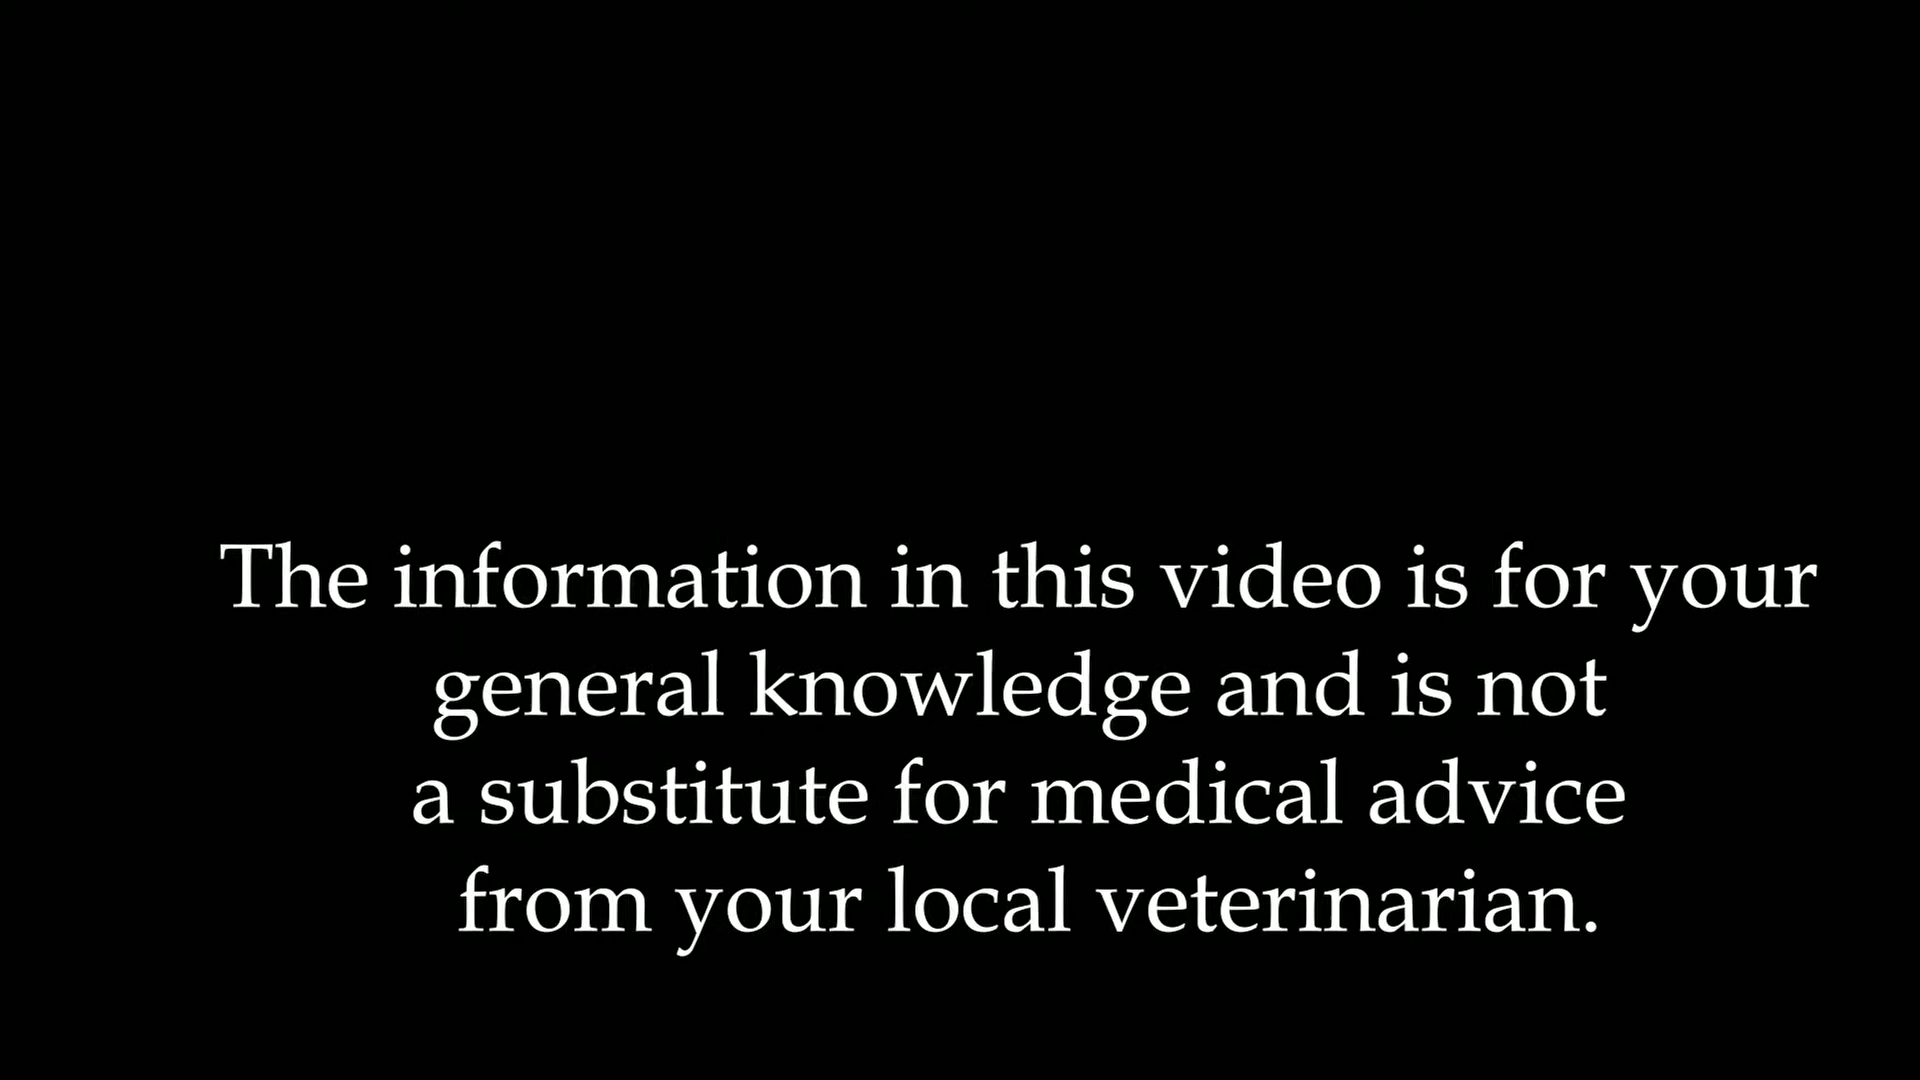 The information in this video is for your
general knowledge and is not
a substitute for medical advice
from your local veterinarian.